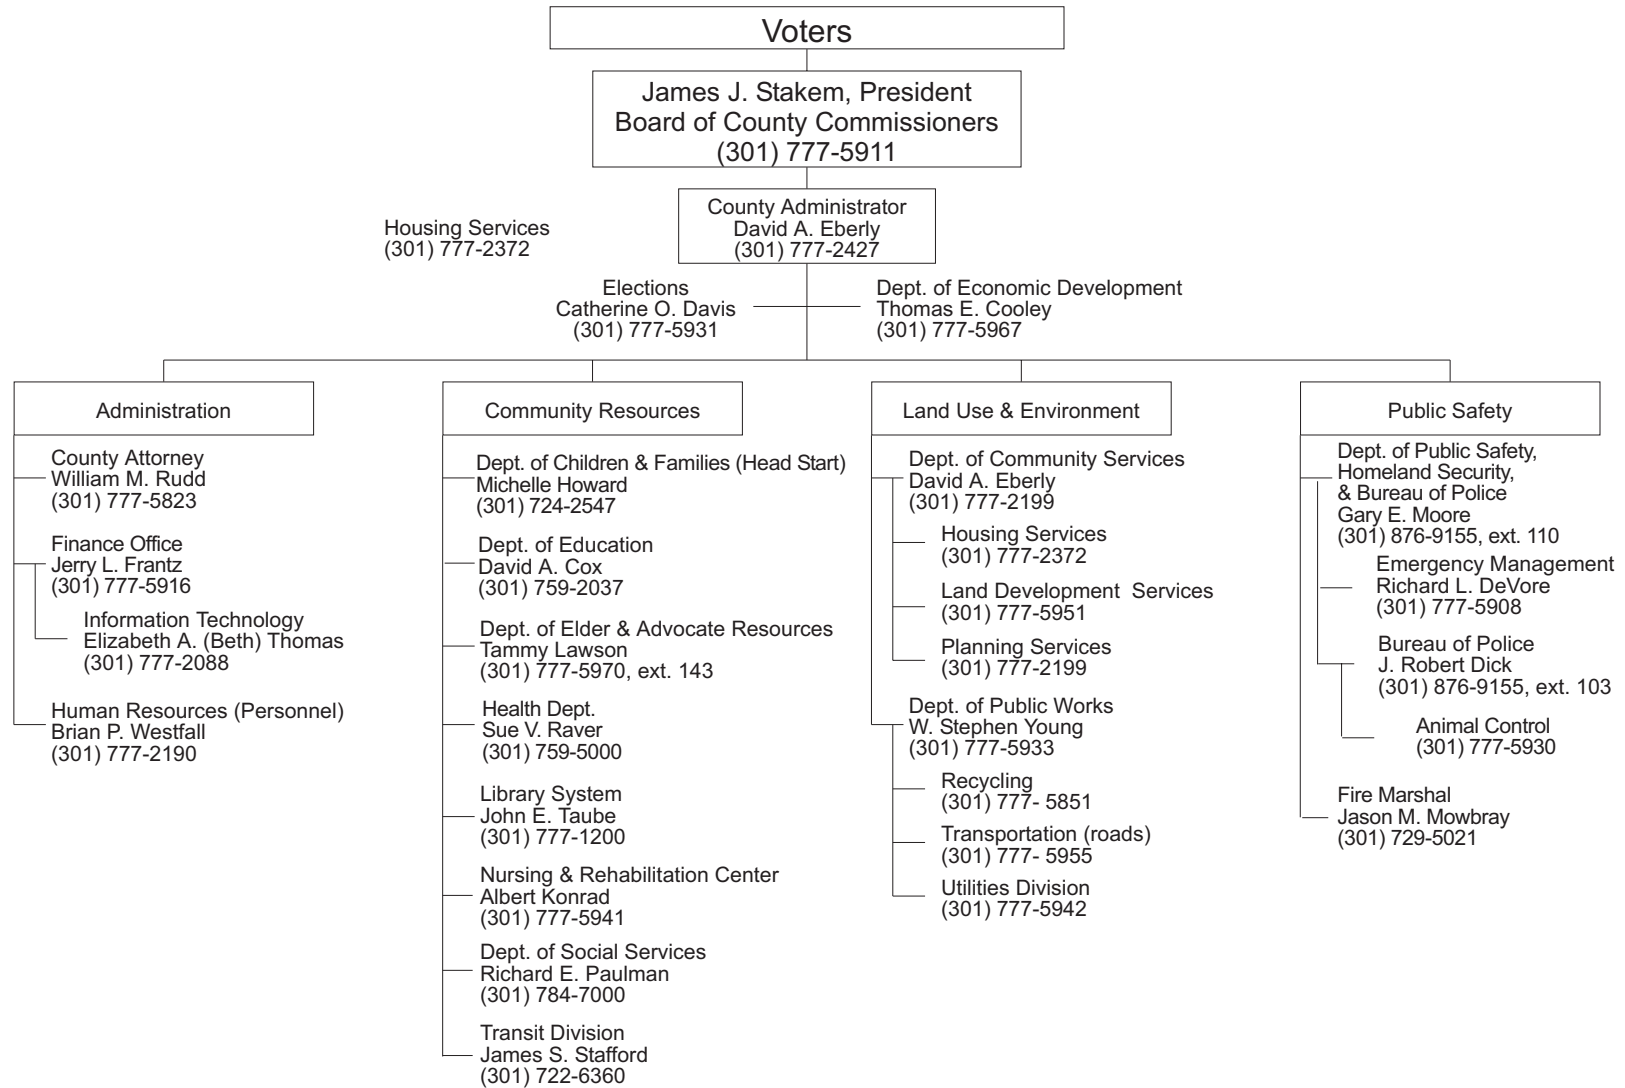 Voters
James J. Stakem, President
Board of County Commissioners
(301) 777-5911
County Administrator
David A. Eberly
(301) 777-2427
Housing Services
(301) 777-2372
Elections
Catherine O. Davis
(301) 777-5931
Dept. of Economic Development
Thomas E. Cooley
(301) 777-5967
Administration
County Attorney
William M. Rudd
(301) 777-5823
Finance Office
Jerry L. Frantz
(301) 777-5916
Information Technology
Elizabeth A. (Beth) Thomas
(301) 777-2088
Human Resources (Personnel)
Brian P. Westfall
(301) 777-2190
Community Resources
Dept. of Children & Families (Head Start)
Michelle Howard
(301) 724-2547
Dept. of Education
David A. Cox
(301) 759-2037
Dept. of Elder & Advocate Resources
Tammy Lawson
(301) 777-5970, ext. 143
Health Dept.
Sue V. Raver
(301) 759-5000
Library System
John E. Taube
(301) 777-1200
Nursing & Rehabilitation Center
Albert Konrad
(301) 777-5941
Dept. of Social Services
Richard E. Paulman
(301) 784-7000
Transit Division
James S. Stafford
(301) 722-6360
Land Use & Environment
Dept. of Community Services
David A. Eberly
(301) 777-2199
Housing Services
(301) 777-2372
Land Development  Services
(301) 777-5951
Planning Services
(301) 777-2199
Dept. of Public Works
W. Stephen Young
(301) 777-5933
Recycling
(301) 777- 5851
Transportation (roads)
(301) 777- 5955
Utilities Division
(301) 777-5942
Public Safety
Dept. of Public Safety,
Homeland Security,
& Bureau of Police
Gary E. Moore
(301) 876-9155, ext. 110
Emergency Management
Richard L. DeVore
(301) 777-5908
Bureau of Police
J. Robert Dick
(301) 876-9155, ext. 103
Animal Control
(301) 777-5930
Fire Marshal
Jason M. Mowbray
(301) 729-5021